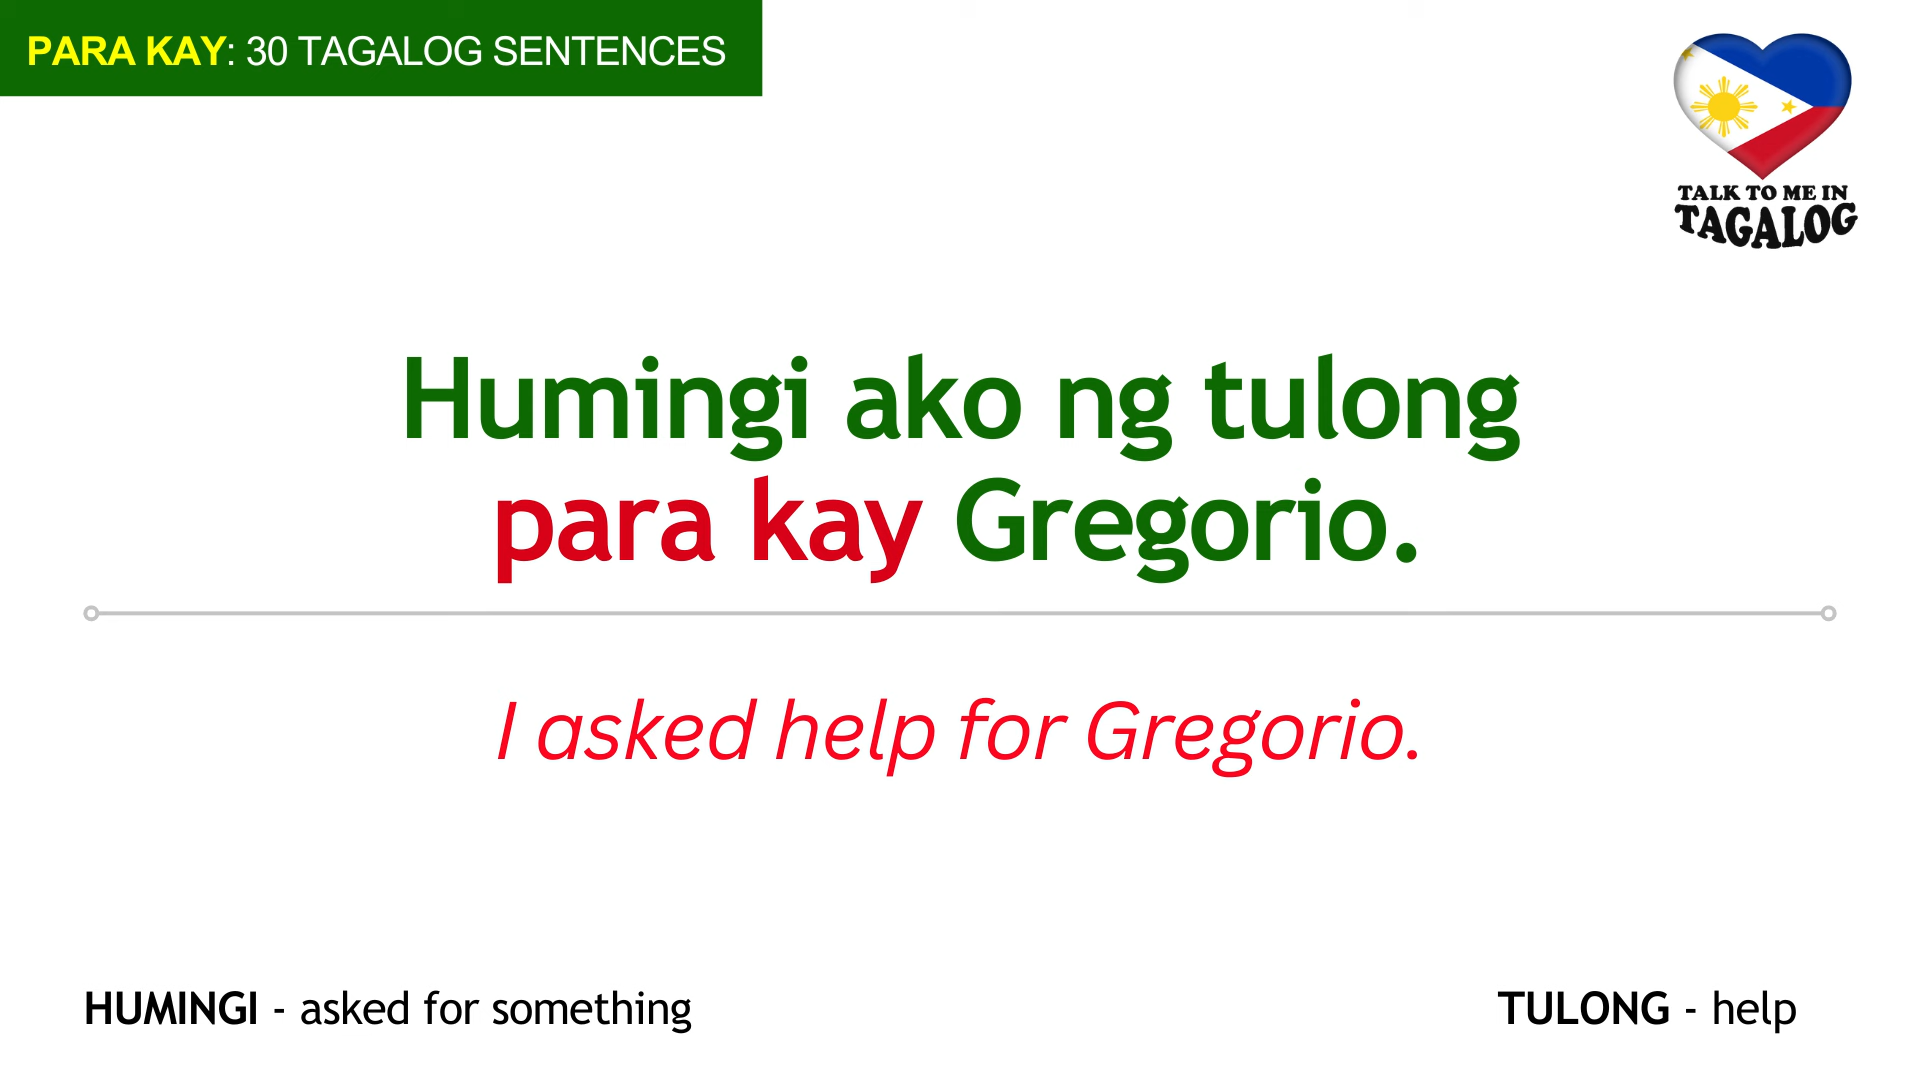 PARA KAY: 30 TAGALOG SENTENCES
TALK TO ME IN
TAGALOG
Humingi ako ng tulong
para kay Gregorio.
I asked help for Gregorio.
HUMINGI - asked for something
TULONG - help